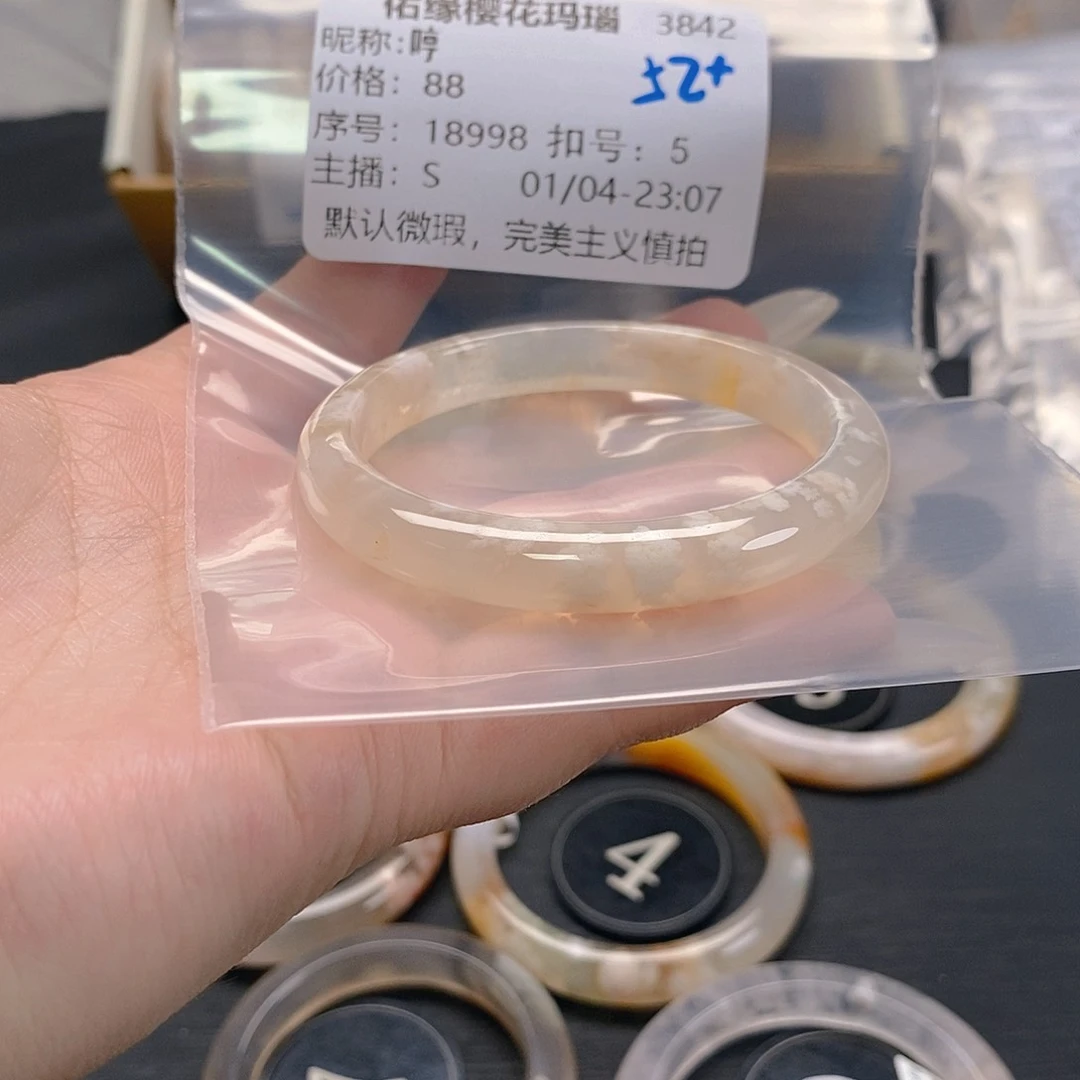 佑缘樱花玛瑙 3842
昵称:哼
价格: 88
52+
序号: 18998 扣号: 5
主播: S 01/04-23:07
默认微瑕，完美主义慎拍
4